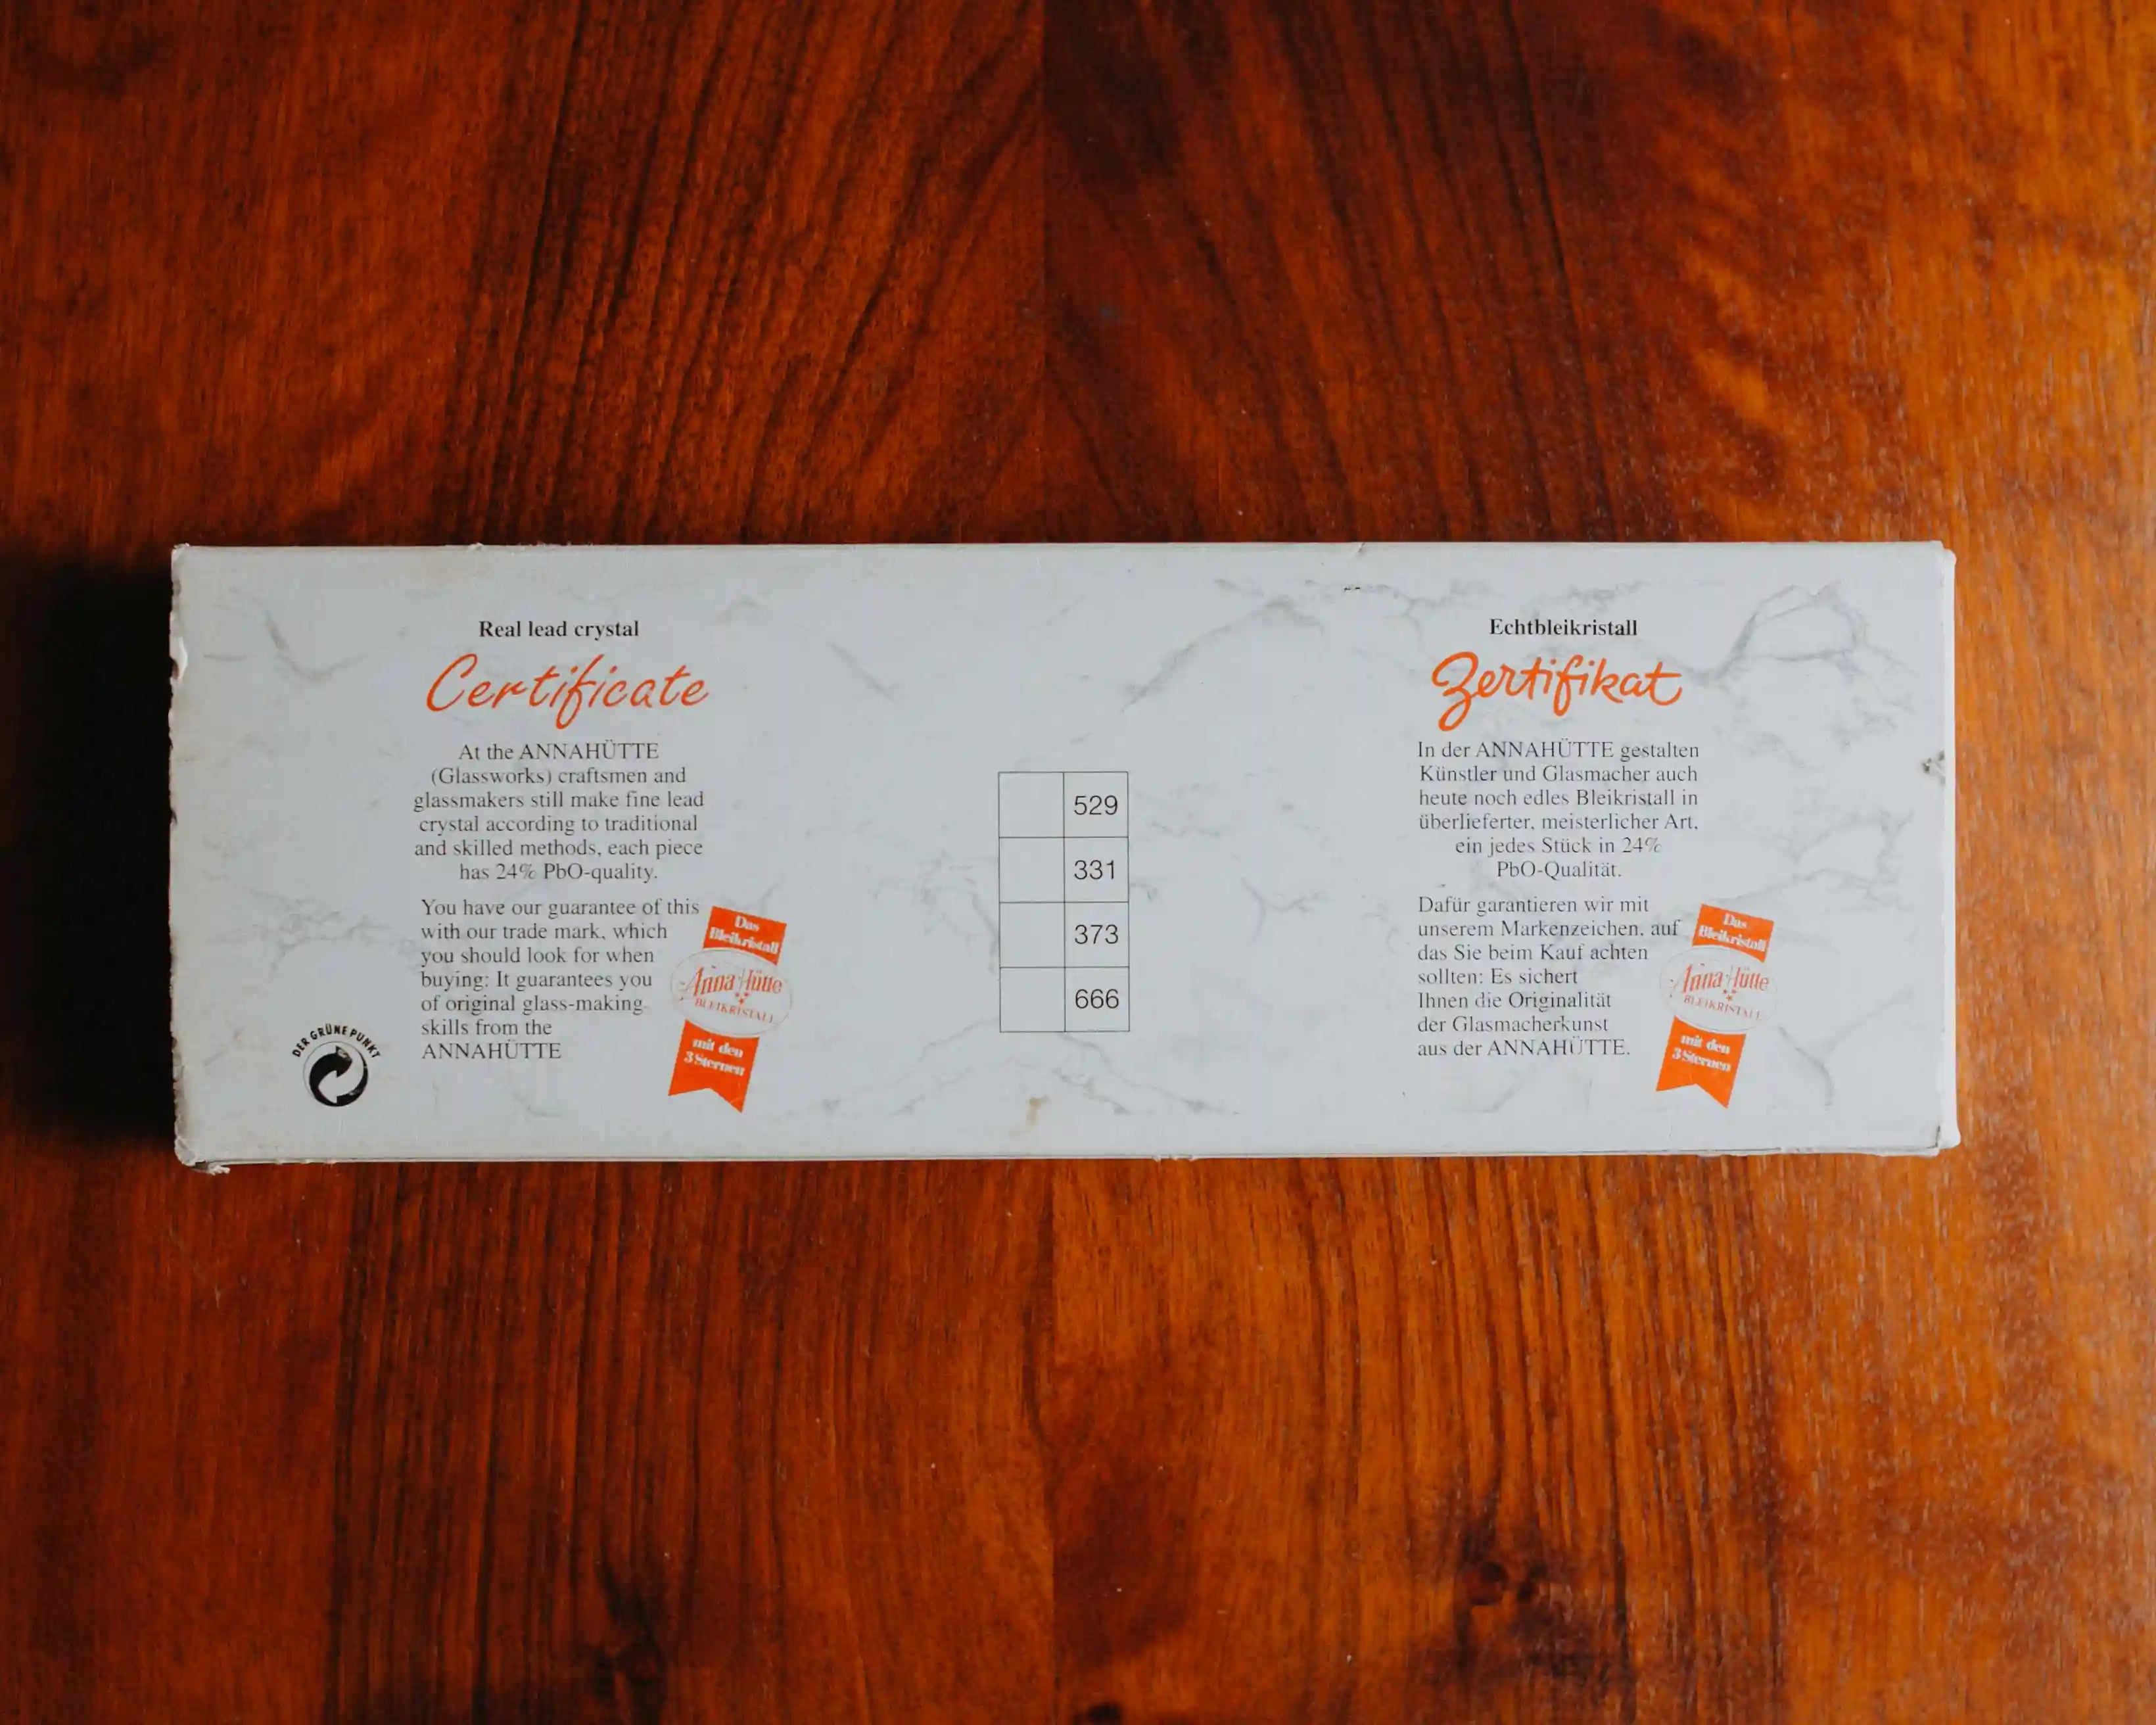 Real lead crystal
Certificate
At the ANNAHÜTTE
(Glassworks) craftsmen and
glassmakers still make fine lead
crystal according to traditional
and skilled methods, each piece
has 24% PbO-quality.
You have our guarantee of this
with our trade mark, which
you should look for when
buying: It guarantees you
of original glass-making
skills from the
ANNAHÜTTE
Das
Bleikristall
Anna Hütte
BLEIKRISTALL
mit den
3 Sternen
DER GRÜNE PUNKT
529
331
373
666
Echtbleikristall
Zertifikat
In der ANNAHÜTTE gestalten
Künstler und Glasmacher auch
heute noch edles Bleikristall in
überlieferter, meisterlicher Art,
ein jedes Stück in 24%
PbO-Qualität.
Dafür garantieren wir mit
unserem Markenzeichen, auf
das Sie beim Kauf achten
sollten: Es sichert
Ihnen die Originalität
der Glasmacherkunst
aus der ANNAHÜTTE.
Das
Bleikristall
Anna Hütte
BLEIKRISTALL
mit den
3 Sternen